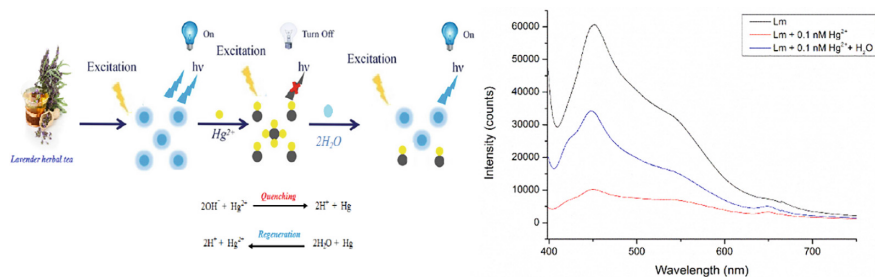 On
Turn Off
On
Excitation
hν
Excitation
hν
Excitation
hν
Hg²⁺
2H₂O
Lavender herbal tea
2OH⁻ + Hg²⁺ Quenching 2H⁺ + Hg
2H⁺ + Hg²⁺ Regeneration 2H₂O + Hg
Lm
Lm + 0.1 nM Hg²⁺
Lm + 0.1 nM Hg²⁺ + H₂O
60000
50000
40000
30000
20000
10000
0
Intensity (counts)
400
500
600
700
Wavelength (nm)